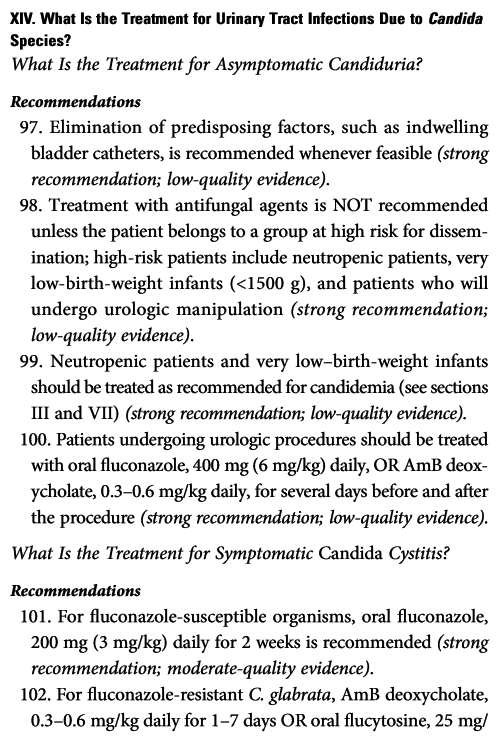 XIV. What Is the Treatment for Urinary Tract Infections Due to Candida
Species?
What Is the Treatment for Asymptomatic Candiduria?
Recommendations
97. Elimination of predisposing factors, such as indwelling
bladder catheters, is recommended whenever feasible (strong
recommendation; low-quality evidence).
98. Treatment with antifungal agents is NOT recommended
unless the patient belongs to a group at high risk for dissem-
ination; high-risk patients include neutropenic patients, very
low-birth-weight infants (<1500 g), and patients who will
undergo urologic manipulation (strong recommendation;
low-quality evidence).
99. Neutropenic patients and very low–birth-weight infants
should be treated as recommended for candidemia (see sections
III and VII) (strong recommendation; low-quality evidence).
100. Patients undergoing urologic procedures should be treated
with oral fluconazole, 400 mg (6 mg/kg) daily, OR AmB deox-
ycholate, 0.3–0.6 mg/kg daily, for several days before and after
the procedure (strong recommendation; low-quality evidence).
What Is the Treatment for Symptomatic Candida Cystitis?
Recommendations
101. For fluconazole-susceptible organisms, oral fluconazole,
200 mg (3 mg/kg) daily for 2 weeks is recommended (strong
recommendation; moderate-quality evidence).
102. For fluconazole-resistant C. glabrata, AmB deoxycholate,
0.3–0.6 mg/kg daily for 1–7 days OR oral flucytosine, 25 mg/